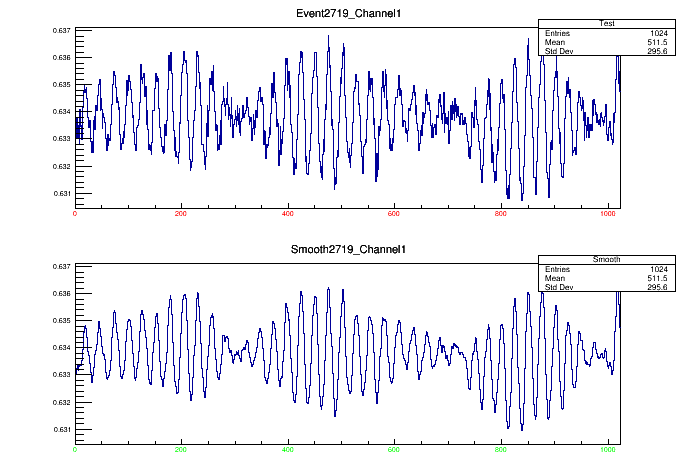 Event2719_Channel1
Test
Entries 1024
Mean 511.5
Std Dev 295.6
0.637
0.636
0.635
0.634
0.633
0.632
0.631
0 200 400 600 800 1000
Smooth2719_Channel1
Smooth
Entries 1024
Mean 511.5
Std Dev 295.6
0.637
0.636
0.635
0.634
0.633
0.632
0.631
0 200 400 600 800 1000